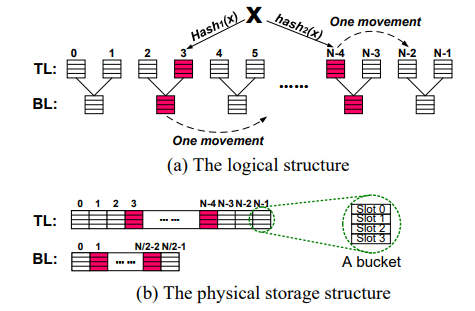 Hash₁(x) X hash₂(x) One movement
0 1 2 3 4 5 N-4 N-3 N-2 N-1
TL:
......
BL:
One movement
(a) The logical structure
0 1 2 3 N-4 N-3 N-2 N-1
TL: ... ...
Slot 0
Slot 1
Slot 2
Slot 3
0 1 N/2-2 N/2-1
BL: ... ...
A bucket
(b) The physical storage structure